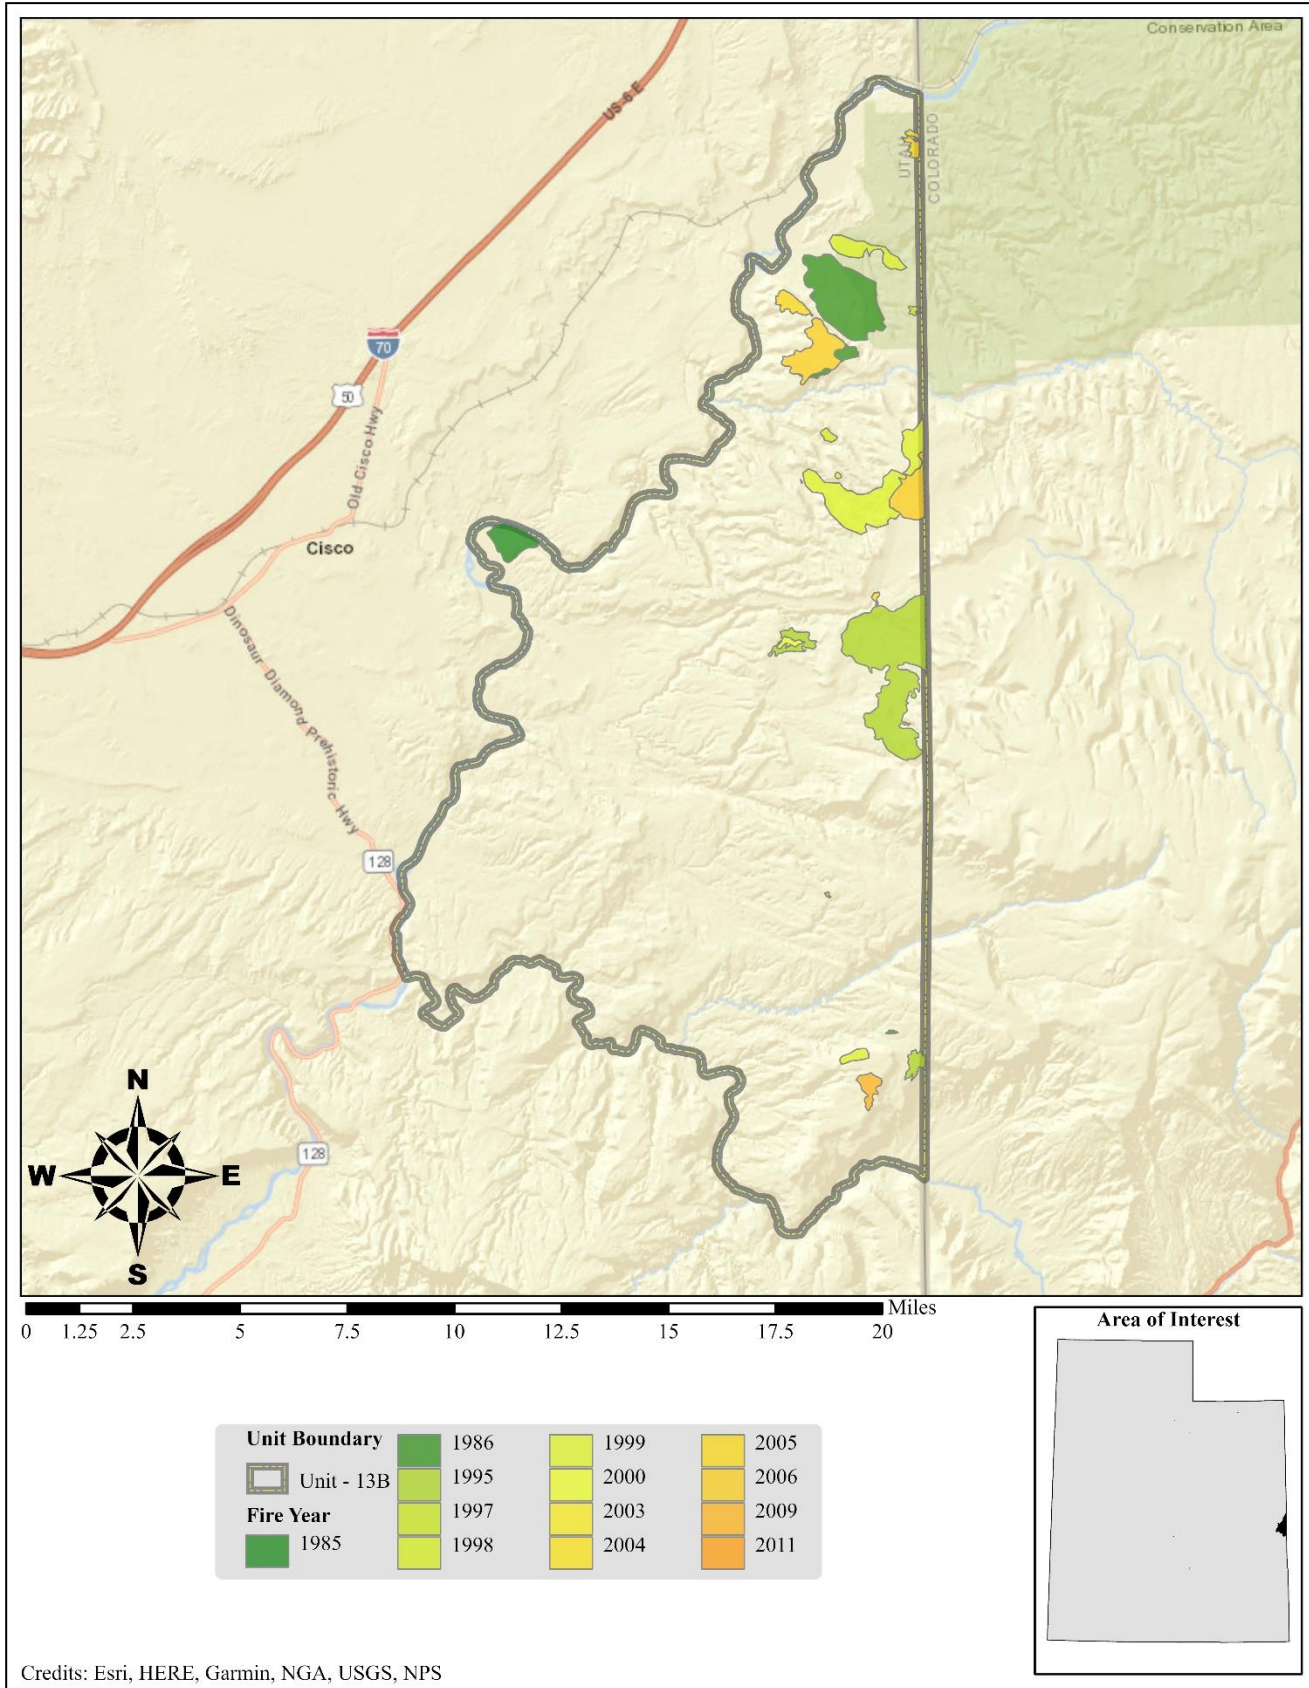 Conservation Area
US-6 E
UTAH
COLORADO
70
50
Old Cisco Hwy
Cisco
Dinosaur Diamond Prehistoric Hwy
128
128
N
W
E
S
Miles
0 1.25 2.5 5 7.5 10 12.5 15 17.5 20
Area of Interest
Unit Boundary
Unit - 13B
Fire Year
1985
1986
1995
1997
1998
1999
2000
2003
2004
2005
2006
2009
2011
Credits: Esri, HERE, Garmin, NGA, USGS, NPS